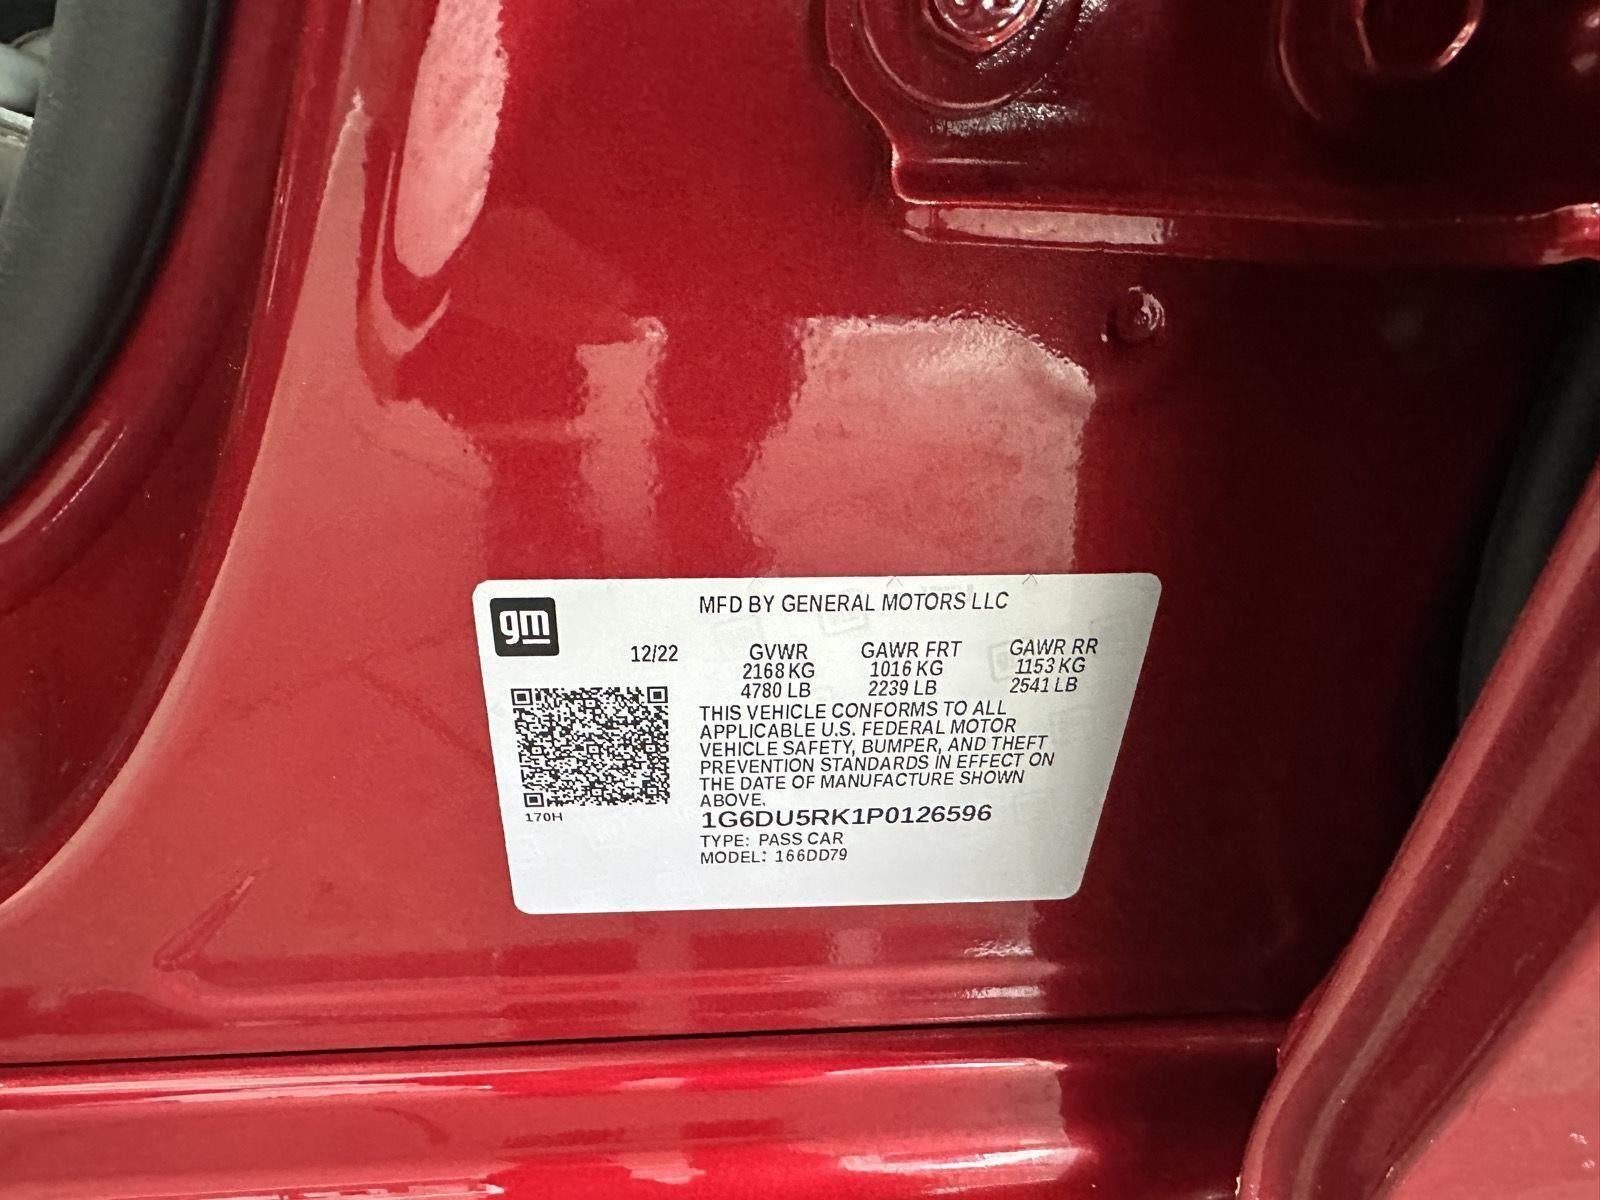 gm
MFD BY GENERAL MOTORS LLC
12/22 GVWR GAWR FRT GAWR RR
2168 KG 1016 KG 1153 KG
4780 LB 2239 LB 2541 LB
THIS VEHICLE CONFORMS TO ALL
APPLICABLE U.S. FEDERAL MOTOR
VEHICLE SAFETY, BUMPER, AND THEFT
PREVENTION STANDARDS IN EFFECT ON
THE DATE OF MANUFACTURE SHOWN
ABOVE.
170H
1G6DU5RK1P0126596
TYPE: PASS CAR
MODEL: 166DD79